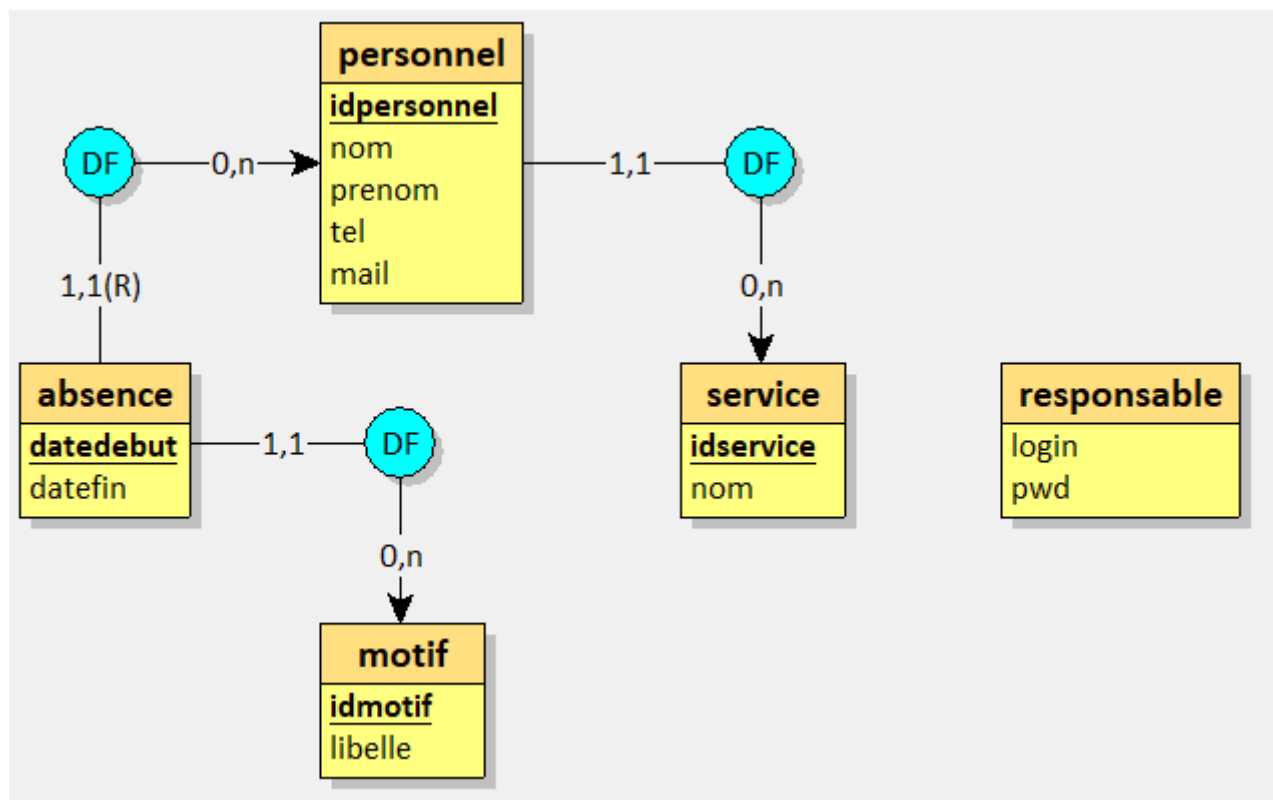 personnel
idpersonnel
nom
prenom
tel
mail
DF
0,n
1,1
DF
1,1(R)
0,n
absence
datedebut
datefin
1,1
DF
service
idservice
nom
responsable
login
pwd
0,n
motif
idmotif
libelle